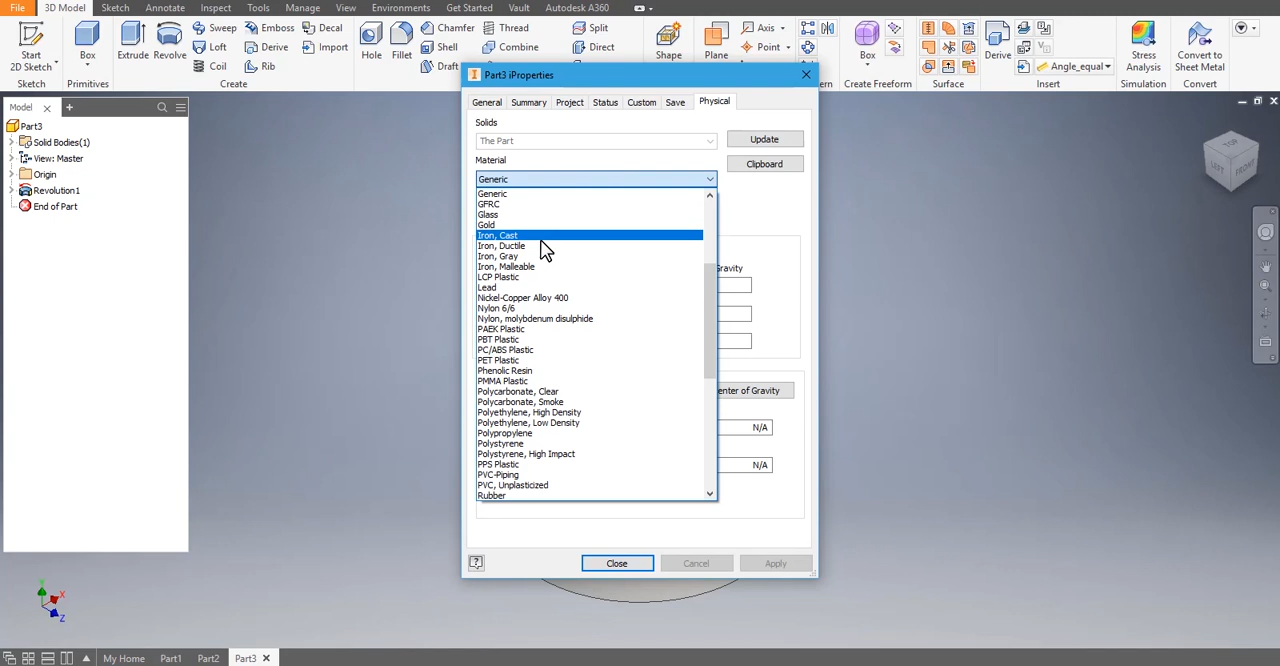 File 3D Model Sketch Annotate Inspect Tools Manage View Environments Get Started Vault Autodesk A360
Start
2D Sketch
Box
Extrude
Revolve
Sweep
Loft
Coil
Emboss
Derive
Rib
Decal
Import
Hole
Fillet
Chamfer
Shell
Draft
Thread
Combine
Split
Direct
Shape
Plane
Axis
Point
Box
Derive
Angle_equal
Stress
Analysis
Convert to
Sheet Metal
Sketch
Primitives
Create
Create Freeform
Surface
Insert
Simulation
Convert
Model
Part3
Solid Bodies(1)
View: Master
Origin
Revolution1
End of Part
Part3 iProperties
General Summary Project Status Custom Save Physical
Solids
The Part
Update
Material
Clipboard
Generic
Generic
GFRC
Glass
Gold
Iron, Cast
Iron, Ductile
Iron, Gray
Iron, Malleable
LCP Plastic
Lead
Nickel-Copper Alloy 400
Nylon 6/6
Nylon, molybdenum disulphide
PAEK Plastic
PBT Plastic
PC/ABS Plastic
PET Plastic
Phenolic Resin
PMMA Plastic
Polycarbonate, Clear
Polycarbonate, Smoke
Polyethylene, High Density
Polyethylene, Low Density
Polypropylene
Polystyrene
Polystyrene, High Impact
PPS Plastic
PVC-Piping
PVC, Unplasticized
Rubber
Gravity
enter of Gravity
N/A
N/A
Close Cancel Apply
TOP
LEFT FRONT
Y
X
Z
My Home Part1 Part2 Part3